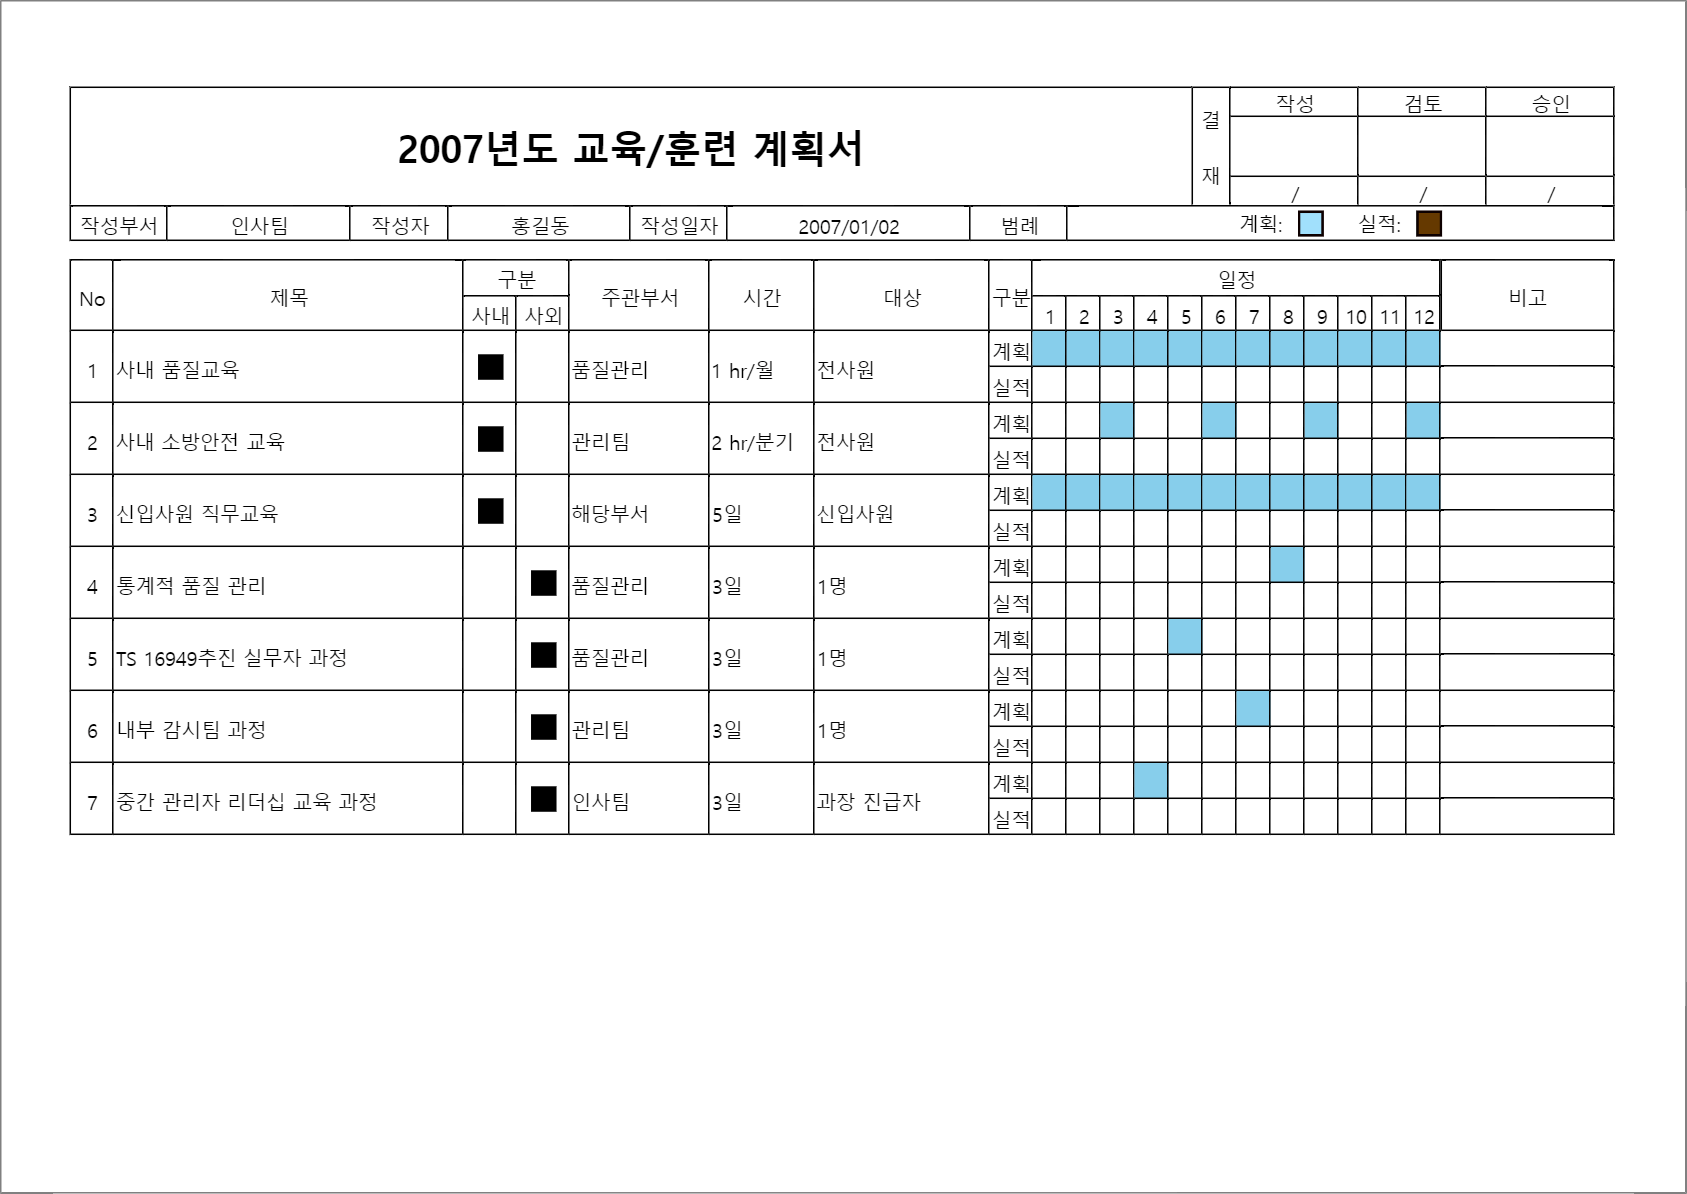 2007년도 교육/훈련 계획서
결재
작성 검토 승인
/ / /
작성부서 인사팀 작성자 홍길동 작성일자 2007/01/02 범례 계획: 실적:
No 제목 구분 주관부서 시간 대상 구분 일정 비고
사내 사외 1 2 3 4 5 6 7 8 9 10 11 12
1 사내 품질교육 ■ 품질관리 1 hr/월 전사원 계획
실적
2 사내 소방안전 교육 ■ 관리팀 2 hr/분기 전사원 계획
실적
3 신입사원 직무교육 ■ 해당부서 5일 신입사원 계획
실적
4 통계적 품질 관리 ■ 품질관리 3일 1명 계획
실적
5 TS 16949추진 실무자 과정 ■ 품질관리 3일 1명 계획
실적
6 내부 감시팀 과정 ■ 관리팀 3일 1명 계획
실적
7 중간 관리자 리더십 교육 과정 ■ 인사팀 3일 과장 진급자 계획
실적